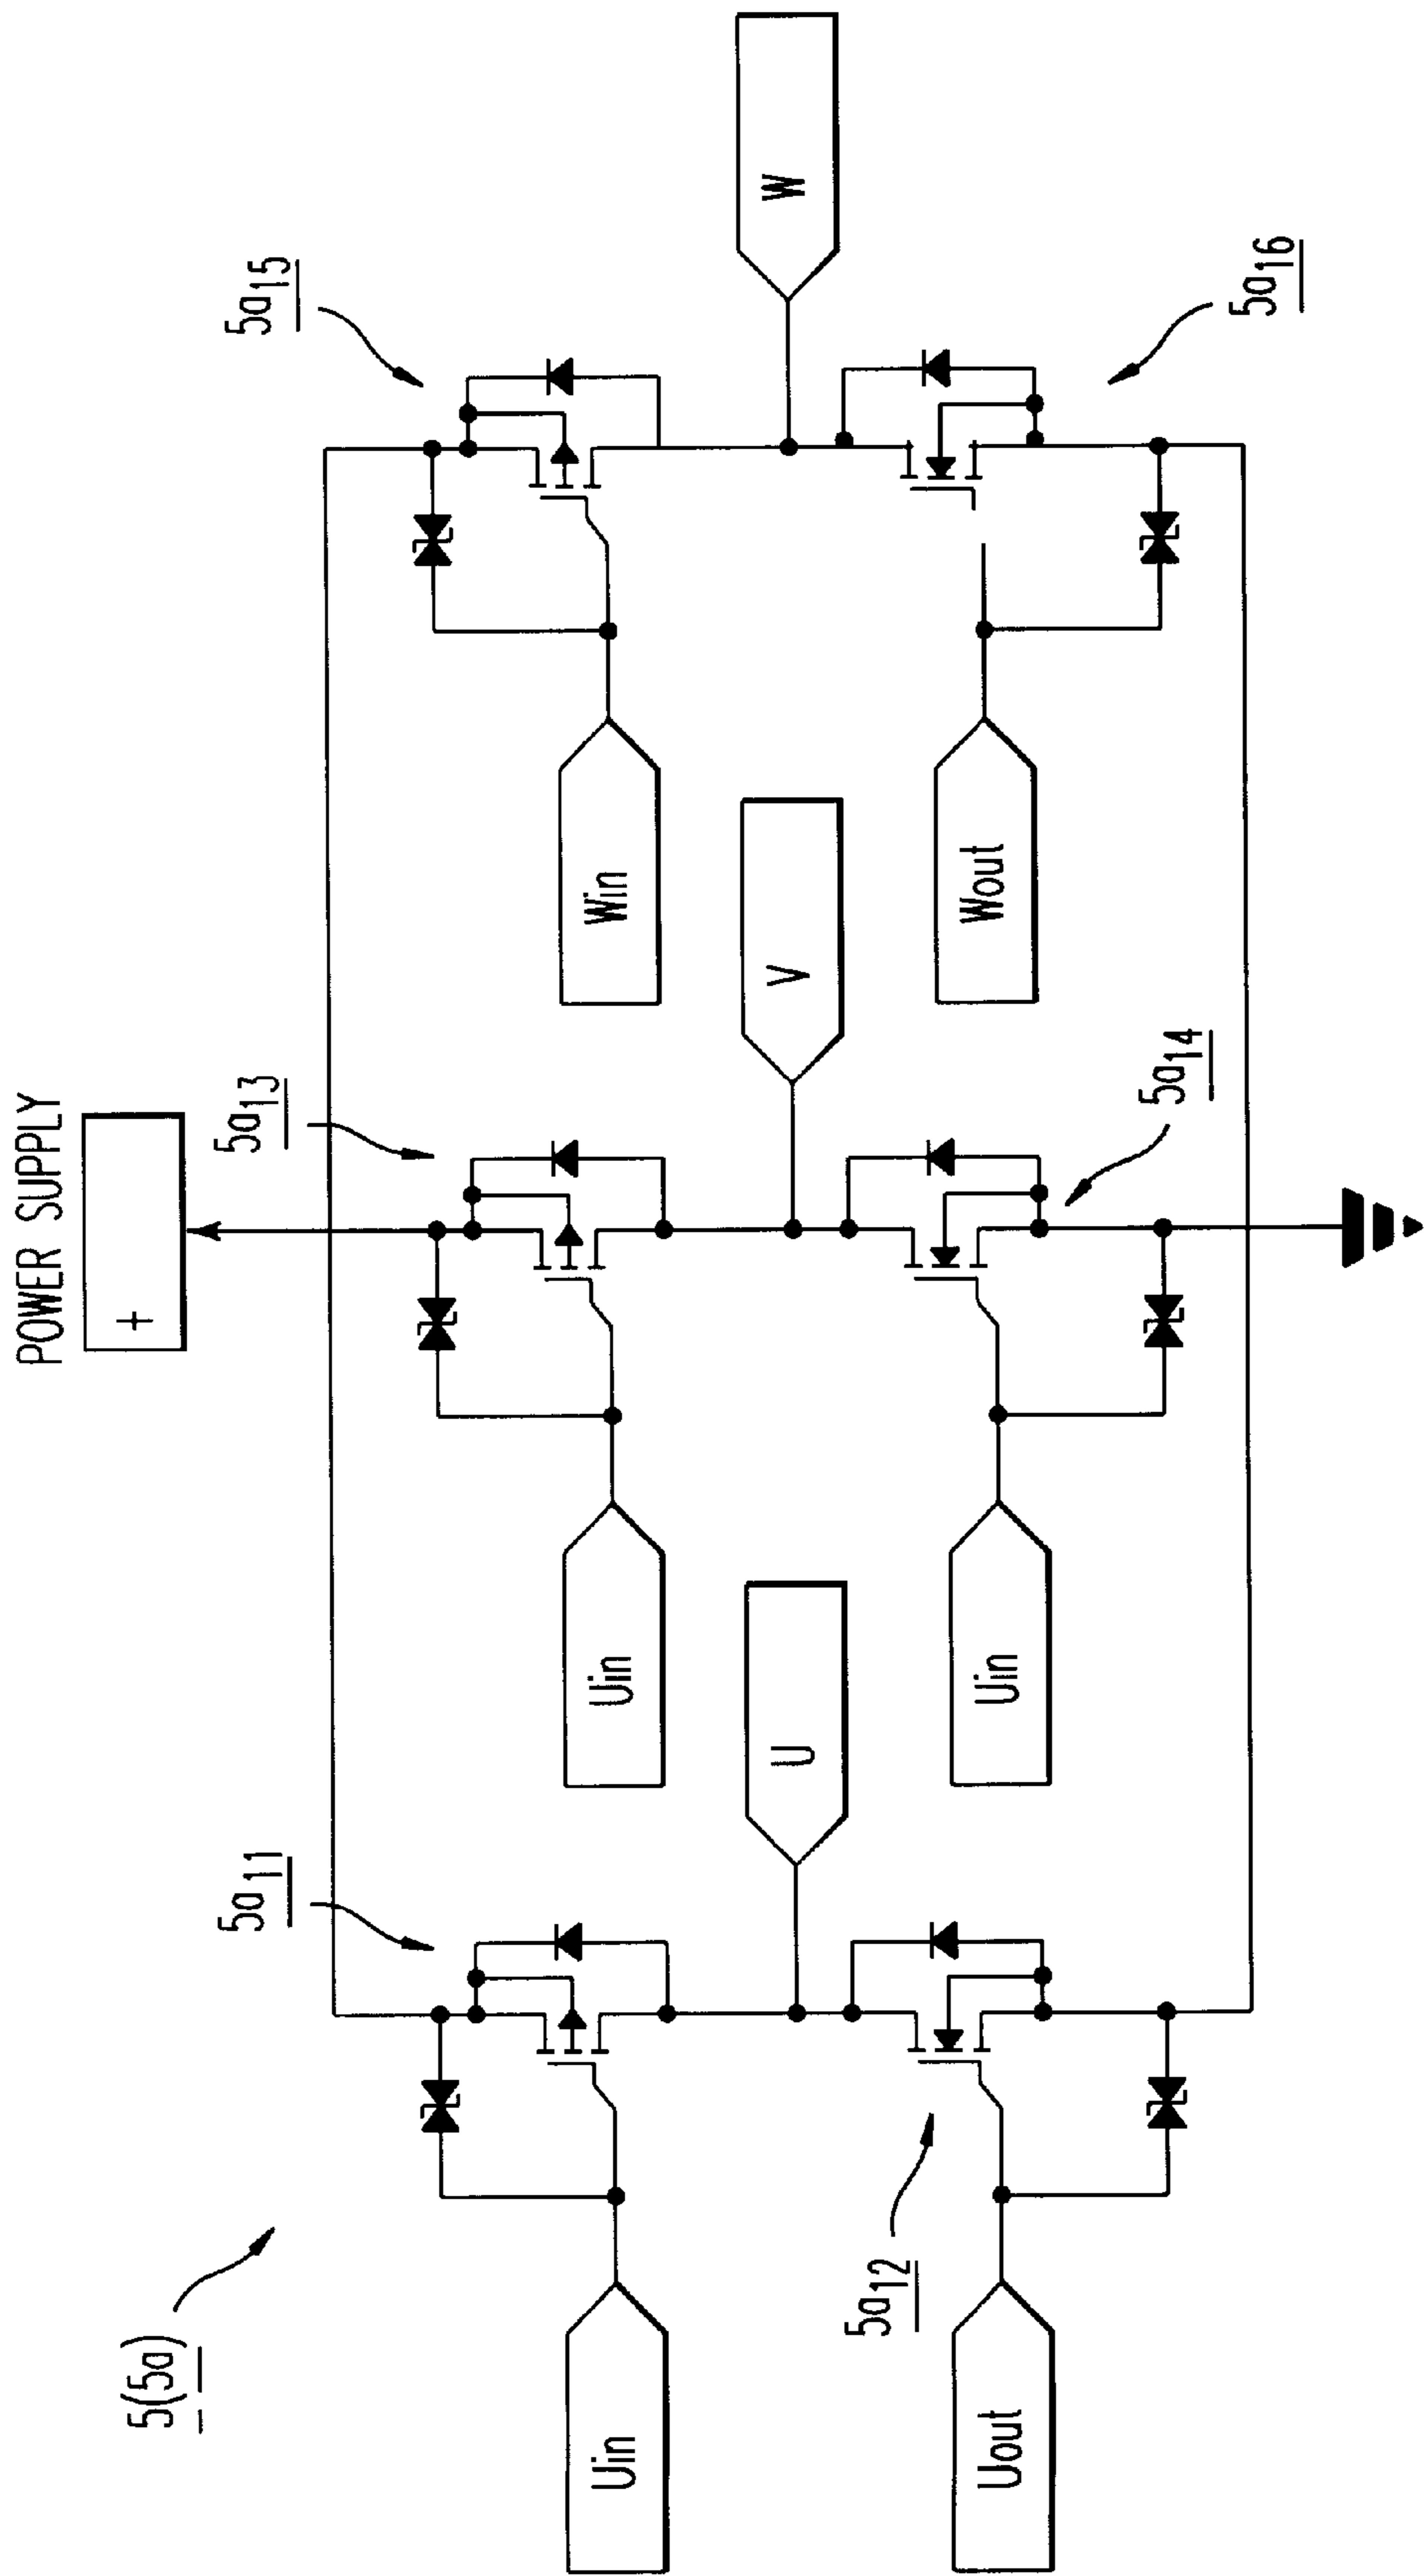 POWER SUPPLY
+
5(5a)
5a11
5a13
5a15
Uin
Uin
Win
U
V
W
5a12
Uout
Uin
Wout
5a14
5a16